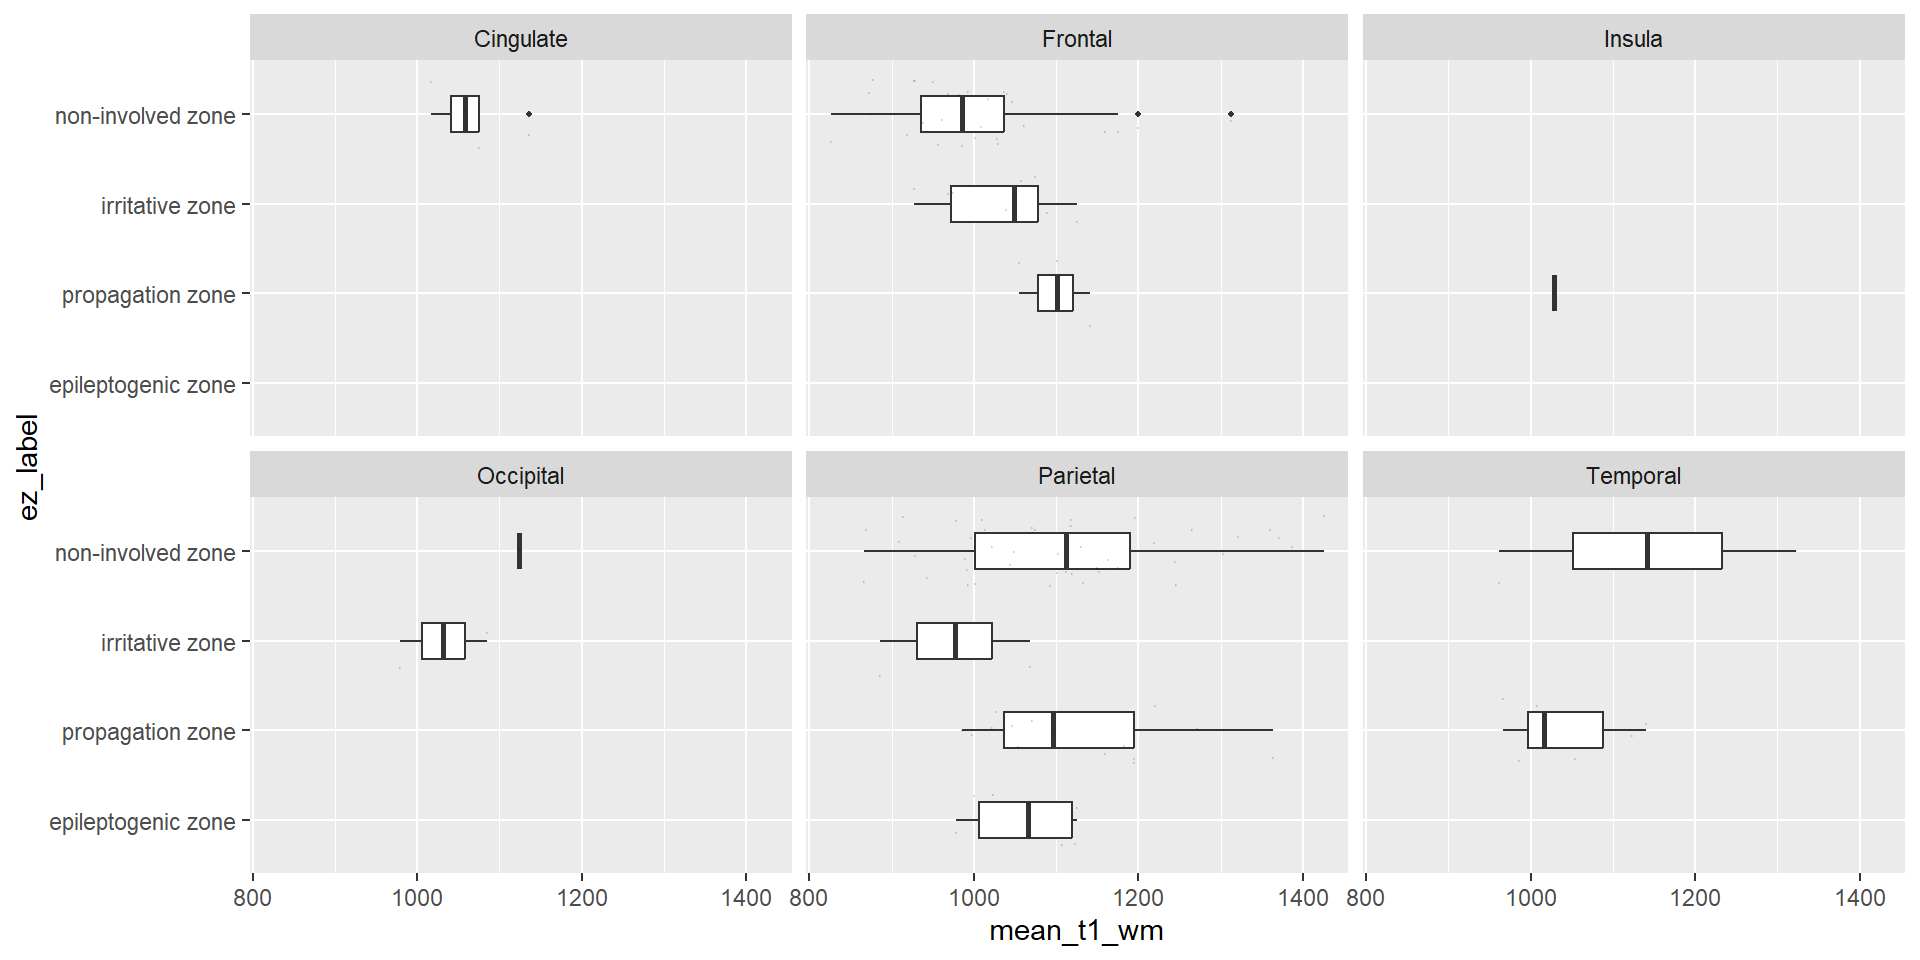 Cingulate
Frontal
Insula
non-involved zone
irritative zone
propagation zone
epileptogenic zone
ez_label
Occipital
Parietal
Temporal
non-involved zone
irritative zone
propagation zone
epileptogenic zone
800 1000 1200 1400 800 1000 1200 1400 800 1000 1200 1400
mean_t1_wm